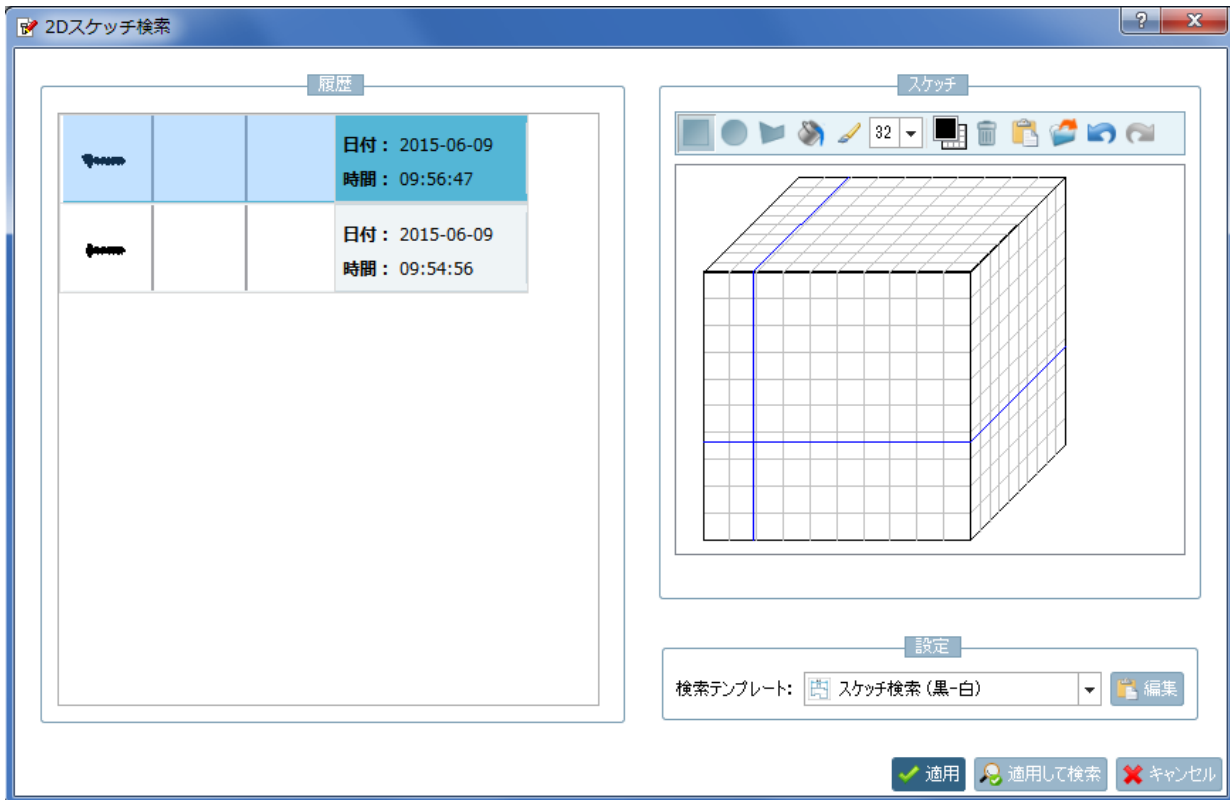 2Dスケッチ検索
?
履歴
日付： 2015-06-09
時間： 09:56:47
日付： 2015-06-09
時間： 09:54:56
スケッチ
32
設定
検索テンプレート: スケッチ検索 (黒-白) 編集
適用 適用して検索 キャンセル